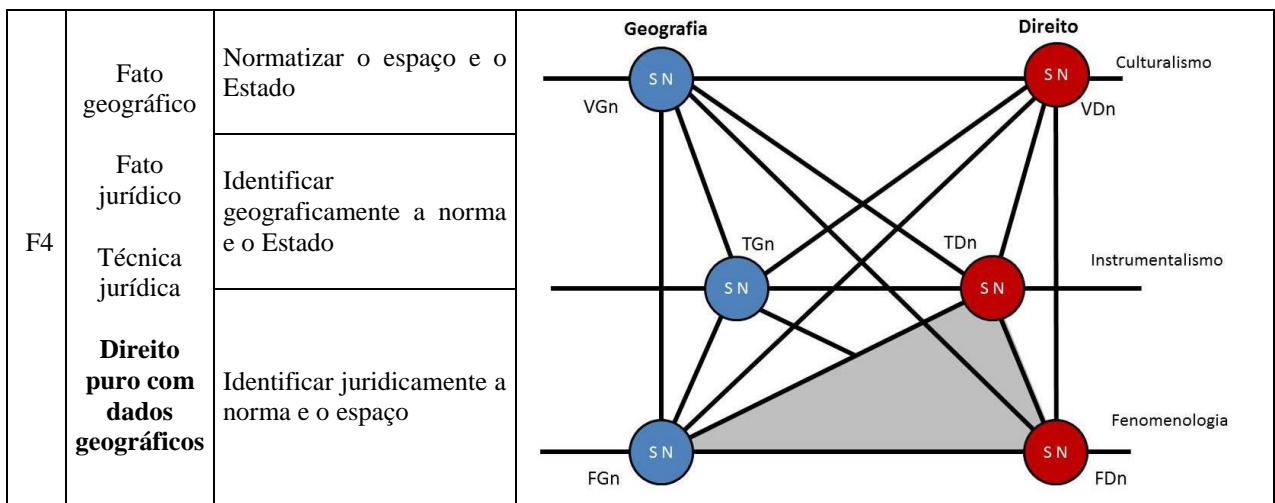 F4
Fato
geográfico
Fato
jurídico
Técnica
jurídica
Direito
puro com
dados
geográficos
Normatizar o espaço e o
Estado
Identificar
geograficamente a norma
e o Estado
Identificar juridicamente a
norma e o espaço
Geografia
Direito
S N
S N
Culturalismo
VGn
VDn
TGn
TDn
S N
S N
Instrumentalismo
S N
S N
Fenomenologia
FGn
FDn